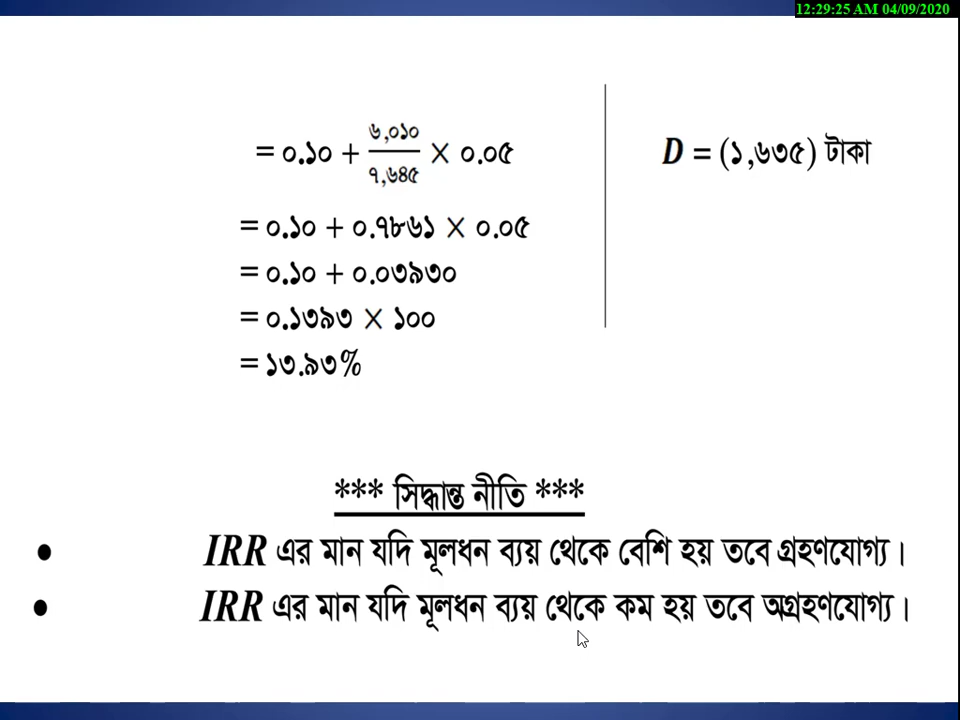 12:29:25 AM 04/09/2020
= ০.১০ + ৬,০১০/৭,৬৪৫ × ০.০৫
D = (১,৬৩৫) টাকা
= ০.১০ + ০.৭৮৬১ × ০.০৫
= ০.১০ + ০.০৩৯৩০
= ০.১৩৯৩ × ১০০
= ১৩.৯৩%
*** সিদ্ধান্ত নীতি ***
• IRR এর মান যদি মূলধন ব্যয় থেকে বেশি হয় তবে গ্রহণযোগ্য।
• IRR এর মান যদি মূলধন ব্যয় থেকে কম হয় তবে অগ্রহণযোগ্য।